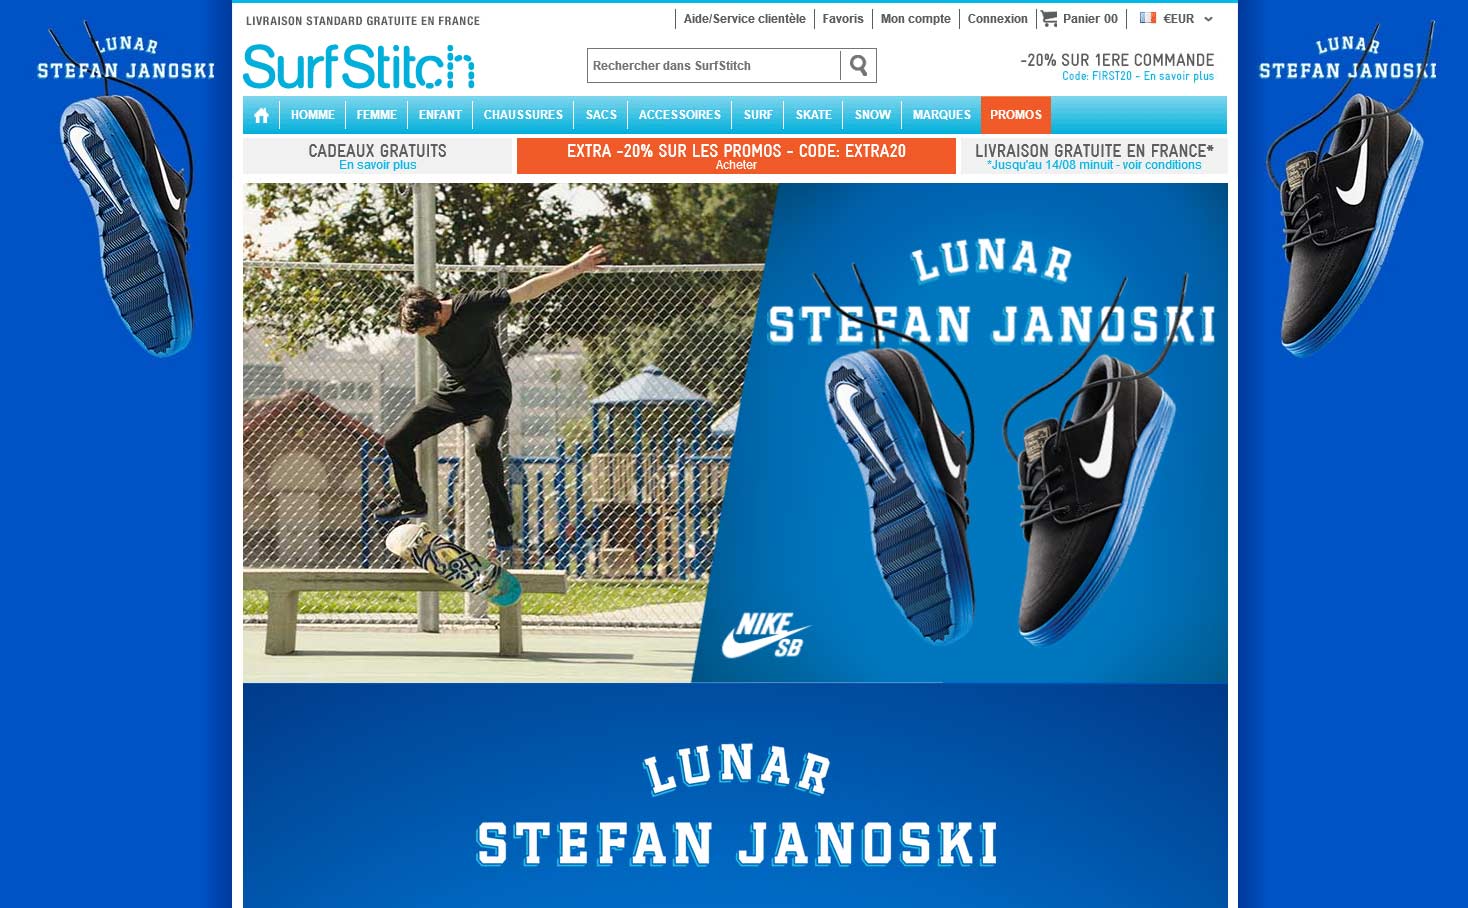 LIVRAISON STANDARD GRATUITE EN FRANCE
Aide/Service clientèle Favoris Mon compte Connexion Panier 00 €EUR
SurfStitch
Rechercher dans SurfStitch
-20% SUR 1ERE COMMANDE
Code: FIRST20 - En savoir plus
HOMME FEMME ENFANT CHAUSSURES SACS ACCESSOIRES SURF SKATE SNOW MARQUES PROMOS
CADEAUX GRATUITS
En savoir plus
EXTRA -20% SUR LES PROMOS - CODE: EXTRA20
Acheter
LIVRAISON GRATUITE EN FRANCE*
*Jusqu'au 14/08 minuit - voir conditions
LUNAR
STEFAN JANOSKI
LUNAR
STEFAN JANOSKI
LUNAR
STEFAN JANOSKI
NIKE
SB
LUNAR
STEFAN JANOSKI